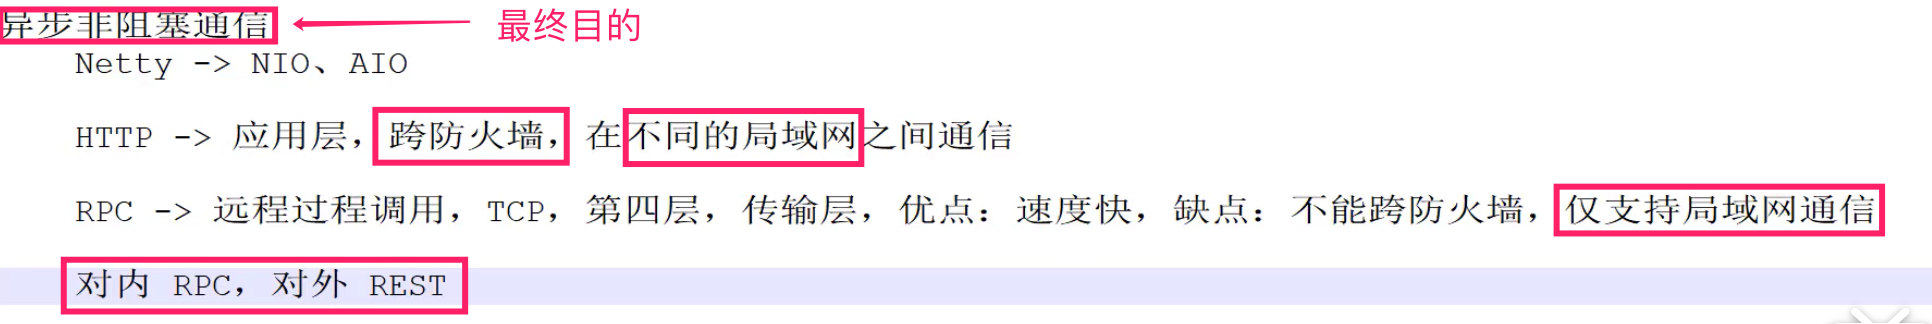 异步非阻塞通信 最终目的
Netty -> NIO、AIO
HTTP -> 应用层，跨防火墙，在不同的局域网之间通信
RPC -> 远程过程调用，TCP，第四层，传输层，优点：速度快，缺点：不能跨防火墙，仅支持局域网通信
对内 RPC，对外 REST